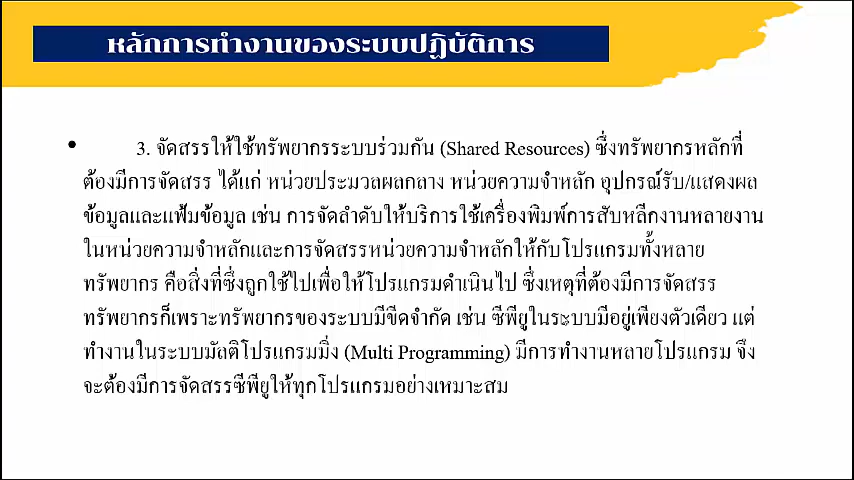 หลักการทำงานของระบบปฏิบัติการ
• 3. จัดสรรให้ใช้ทรัพยากรระบบร่วมกัน (Shared Resources) ซึ่งทรัพยากรหลักที่
ต้องมีการจัดสรร ได้แก่ หน่วยประมวลผลกลาง หน่วยความจำหลัก อุปกรณ์รับ/แสดงผล
ข้อมูลและแฟ้มข้อมูล เช่น การจัดลำดับให้บริการใช้เครื่องพิมพ์การสับหลีกงานหลายงาน
ในหน่วยความจำหลักและการจัดสรรหน่วยความจำหลักให้กับโปรแกรมทั้งหลาย
ทรัพยากร คือสิ่งที่ซึ่งถูกใช้ไปเพื่อให้โปรแกรมดำเนินไป ซึ่งเหตุที่ต้องมีการจัดสรร
ทรัพยากรก็เพราะทรัพยากรของระบบมีขีดจำกัด เช่น ซีพียูในระบบมีอยู่เพียงตัวเดียว แต่
ทำงานในระบบมัลติโปรแกรมมิ่ง (Multi Programming) มีการทำงานหลายโปรแกรม จึง
จะต้องมีการจัดสรรซีพียูให้ทุกโปรแกรมอย่างเหมาะสม